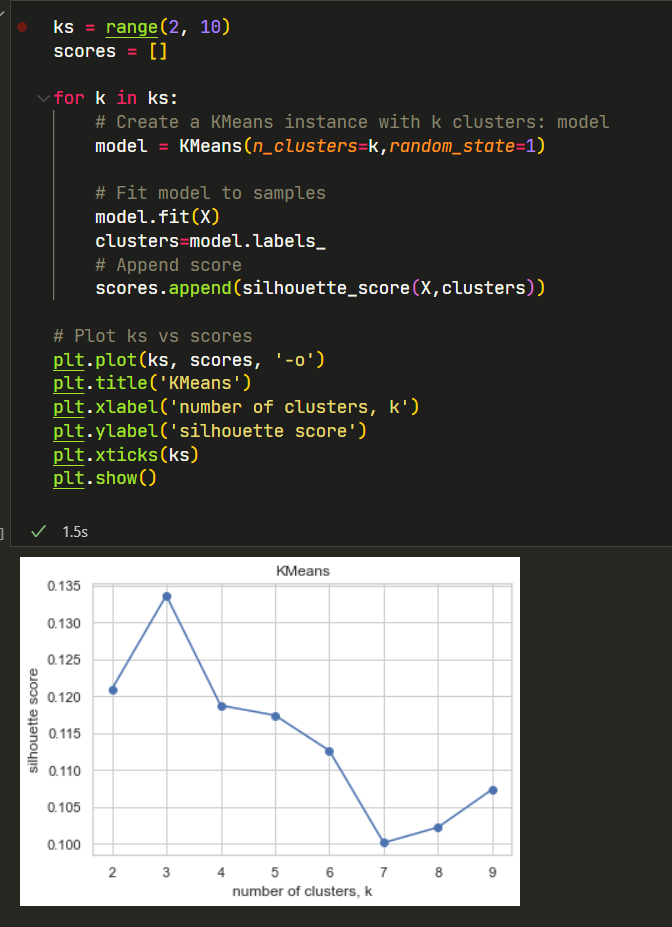 ks = range(2, 10)
scores = []
for k in ks:
# Create a KMeans instance with k clusters: model
model = KMeans(n_clusters=k,random_state=1)
# Fit model to samples
model.fit(X)
clusters=model.labels_
# Append score
scores.append(silhouette_score(X,clusters))
# Plot ks vs scores
plt.plot(ks, scores, '-o')
plt.title('KMeans')
plt.xlabel('number of clusters, k')
plt.ylabel('silhouette score')
plt.xticks(ks)
plt.show()
] 1.5s
KMeans
0.135
0.130
0.125
0.120
0.115
0.110
0.105
0.100
silhouette score
2 3 4 5 6 7 8 9
number of clusters, k